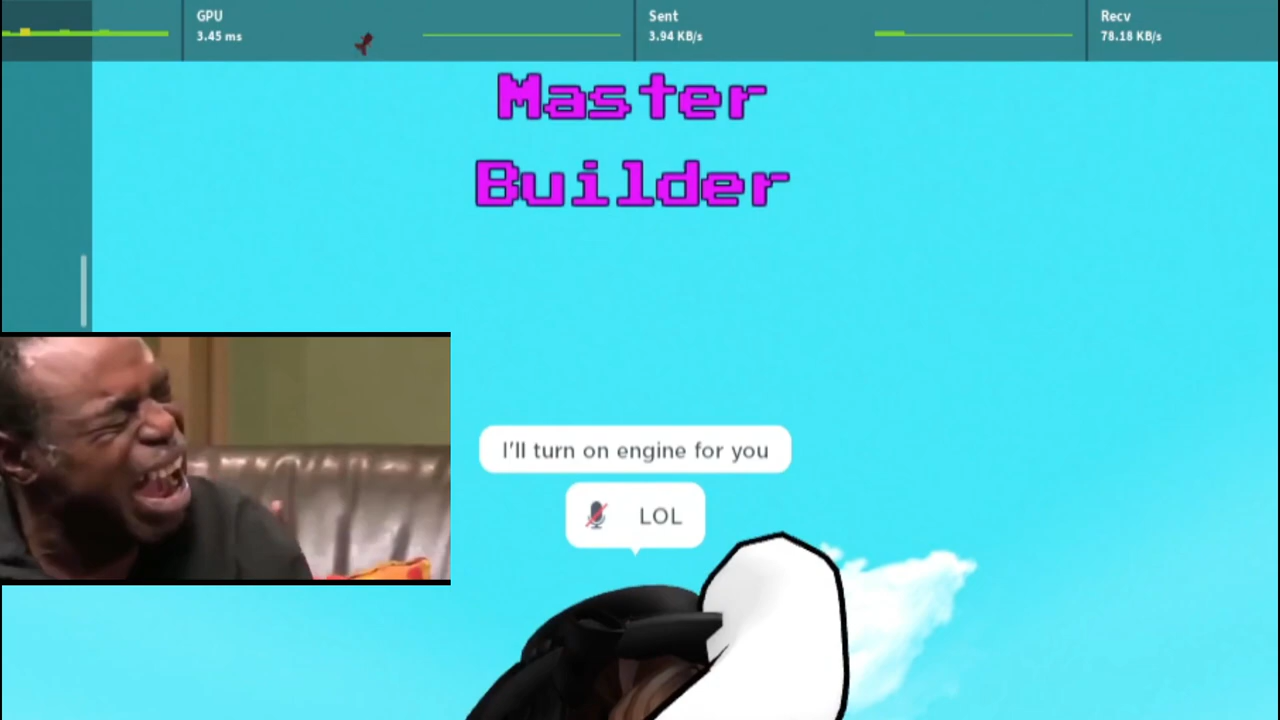 GPU
3.45 ms
Sent
3.94 KB/s
Recv
78.18 KB/s
Master
Builder
I'll turn on engine for you
LOL